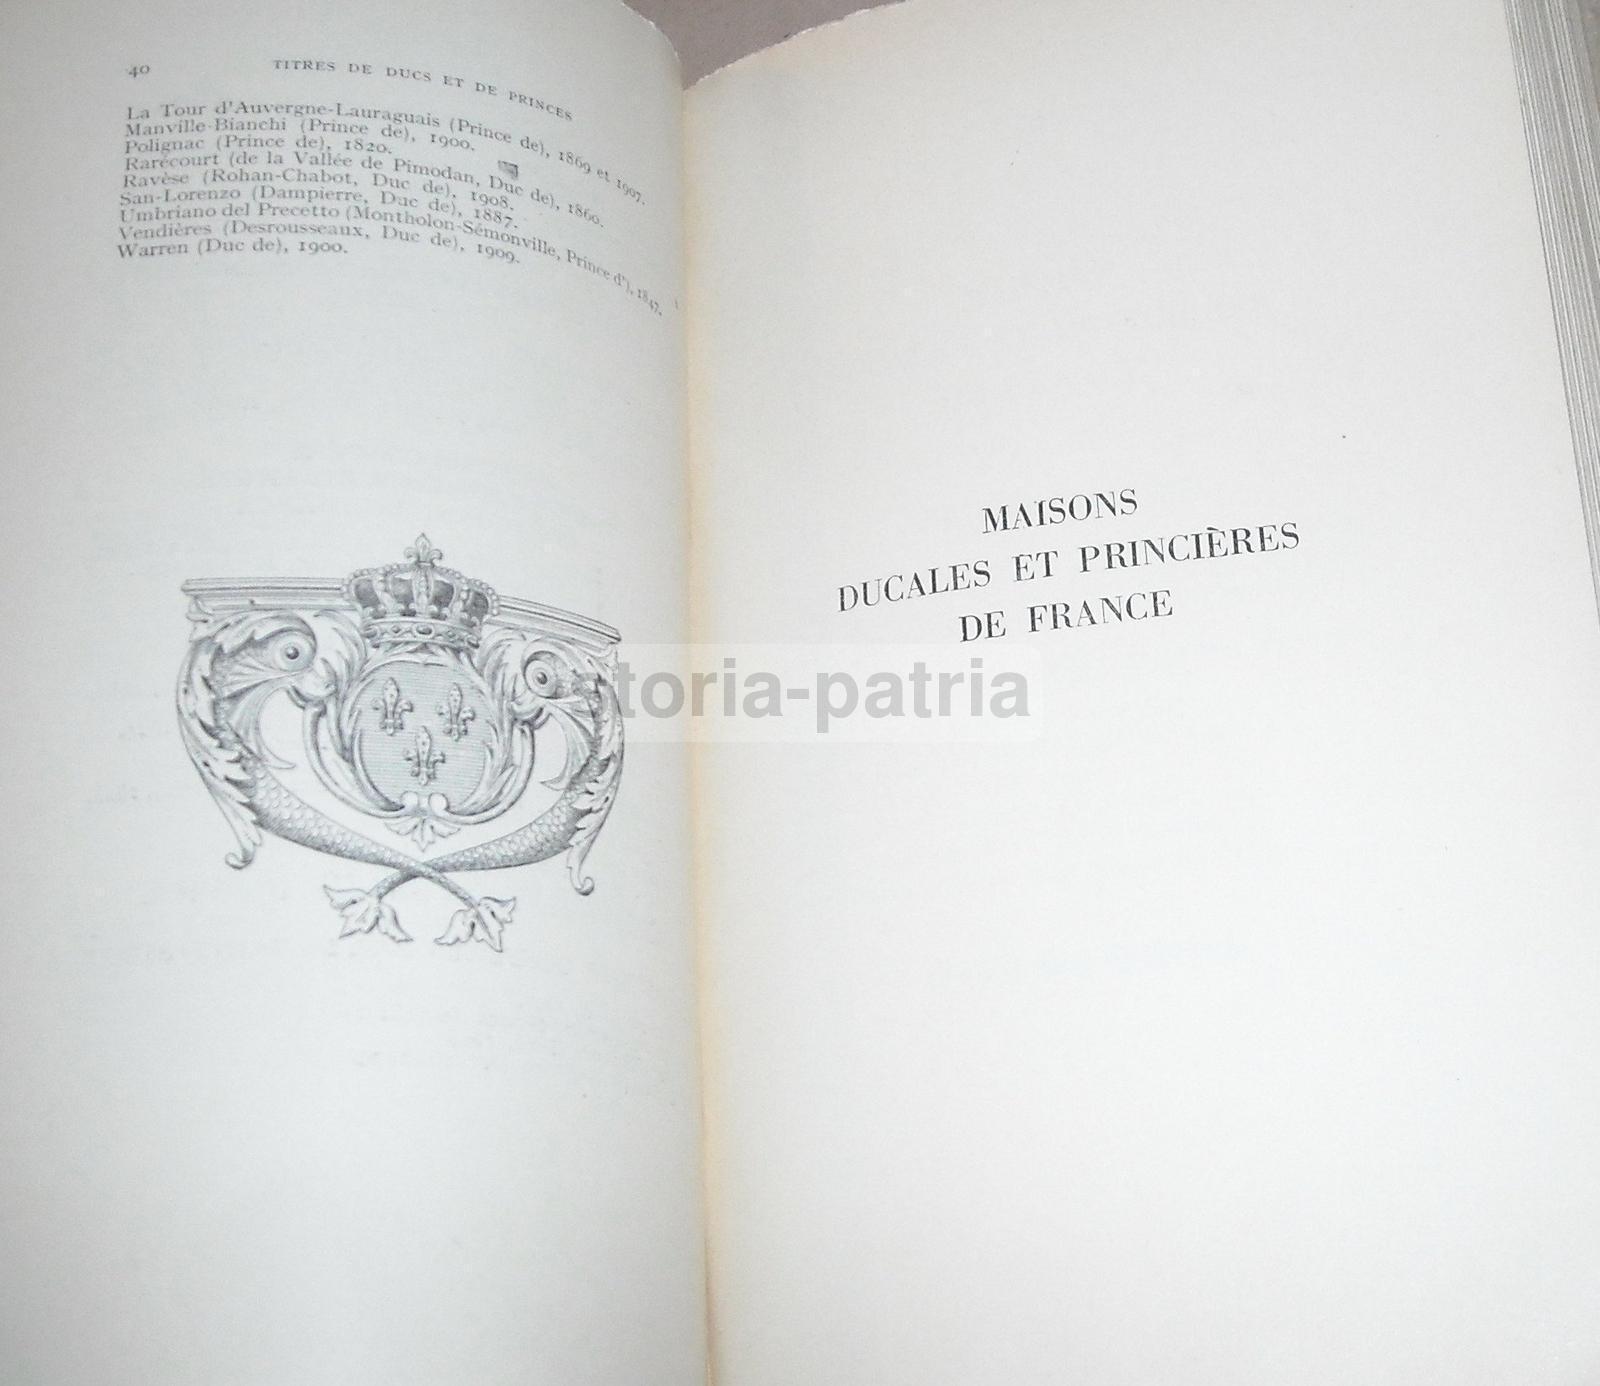 40
TITRES DE DUCS ET DE PRINCES
La Tour d'Auvergne-Lauraguais (Prince de), 1869 et 1907.
Manville-Bianchi (Prince de), 1900.
Polignac (Prince de), 1820.
Rarécourt (de la Vallée de Pimodan, Duc de), 1860.
Ravèse (Rohan-Chabot, Duc de), 1908.
San-Lorenzo (Dampierre, Duc de), 1887.
Umbriano del Precetto (Montholon-Sémonville, Prince d'), 1847.
Vendières (Desrousseaux, Duc de), 1909.
Warren (Duc de), 1900.
MAISONS
DUCALES ET PRINCIÈRES
DE FRANCE
storia-patria